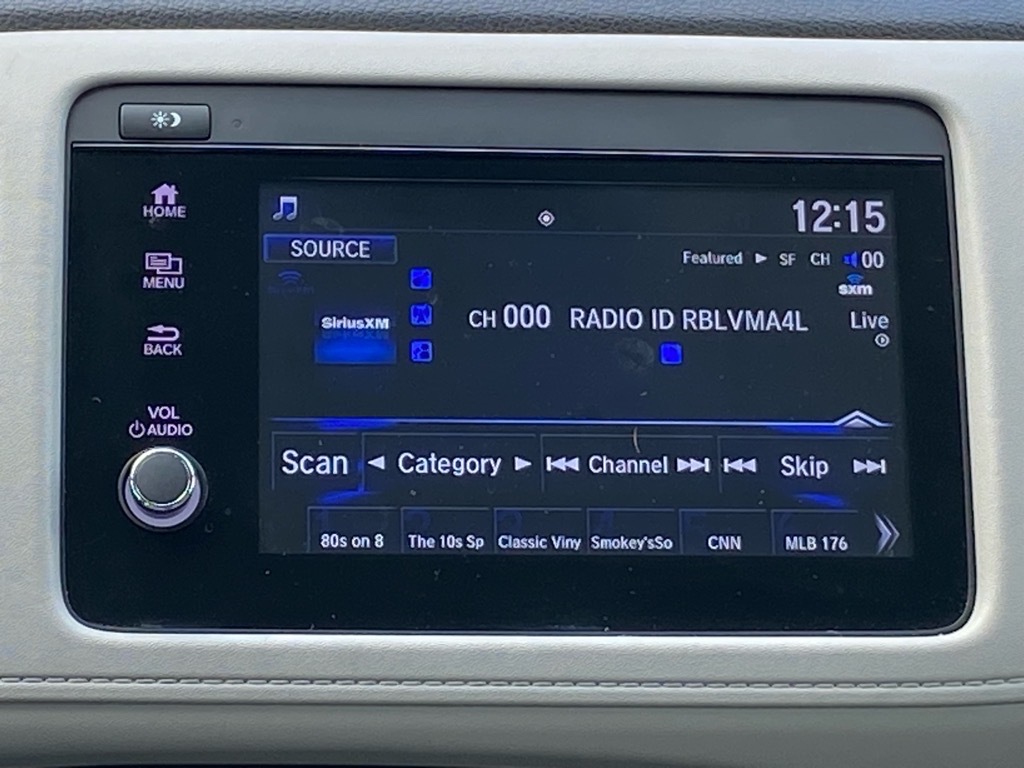 HOME
MENU
BACK
VOL
AUDIO
12:15
SOURCE
Featured ▶ SF CH 00
sxm
SiriusXM
CH 000 RADIO ID RBLVMA4L
Live
Scan ◀ Category ▶ ⏮ Channel ⏭ ⏮ Skip ⏭
80s on 8 The 10s Sp Classic Viny Smokey'sSo CNN MLB 176